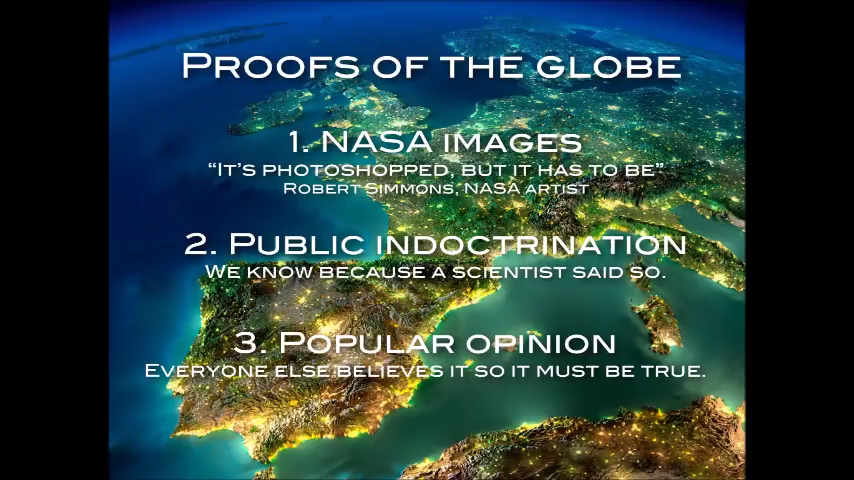 Proofs of the globe
1. NASA images
"It's photoshopped, but it has to be"
Robert Simmons, NASA artist
2. Public indoctrination
We know because a scientist said so.
3. Popular opinion
Everyone else believes it so it must be true.